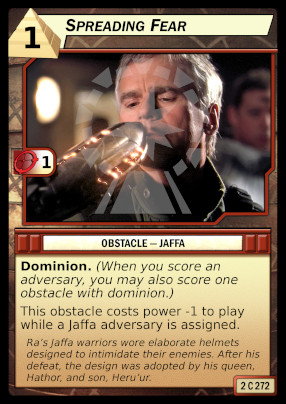 1
SPREADING FEAR
1
OBSTACLE – JAFFA
Dominion. (When you score an
adversary, you may also score one
obstacle with dominion.)
This obstacle costs power -1 to play
while a Jaffa adversary is assigned.
Ra's Jaffa warriors wore elaborate helmets
designed to intimidate their enemies. After his
defeat, the design was adopted by his queen,
Hathor, and son, Heru'ur.
2 C 272